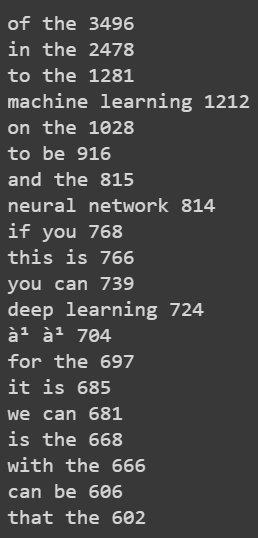 of the 3496
in the 2478
to the 1281
machine learning 1212
on the 1028
to be 916
and the 815
neural network 814
if you 768
this is 766
you can 739
deep learning 724
à¹ à¹ 704
for the 697
it is 685
we can 681
is the 668
with the 666
can be 606
that the 602